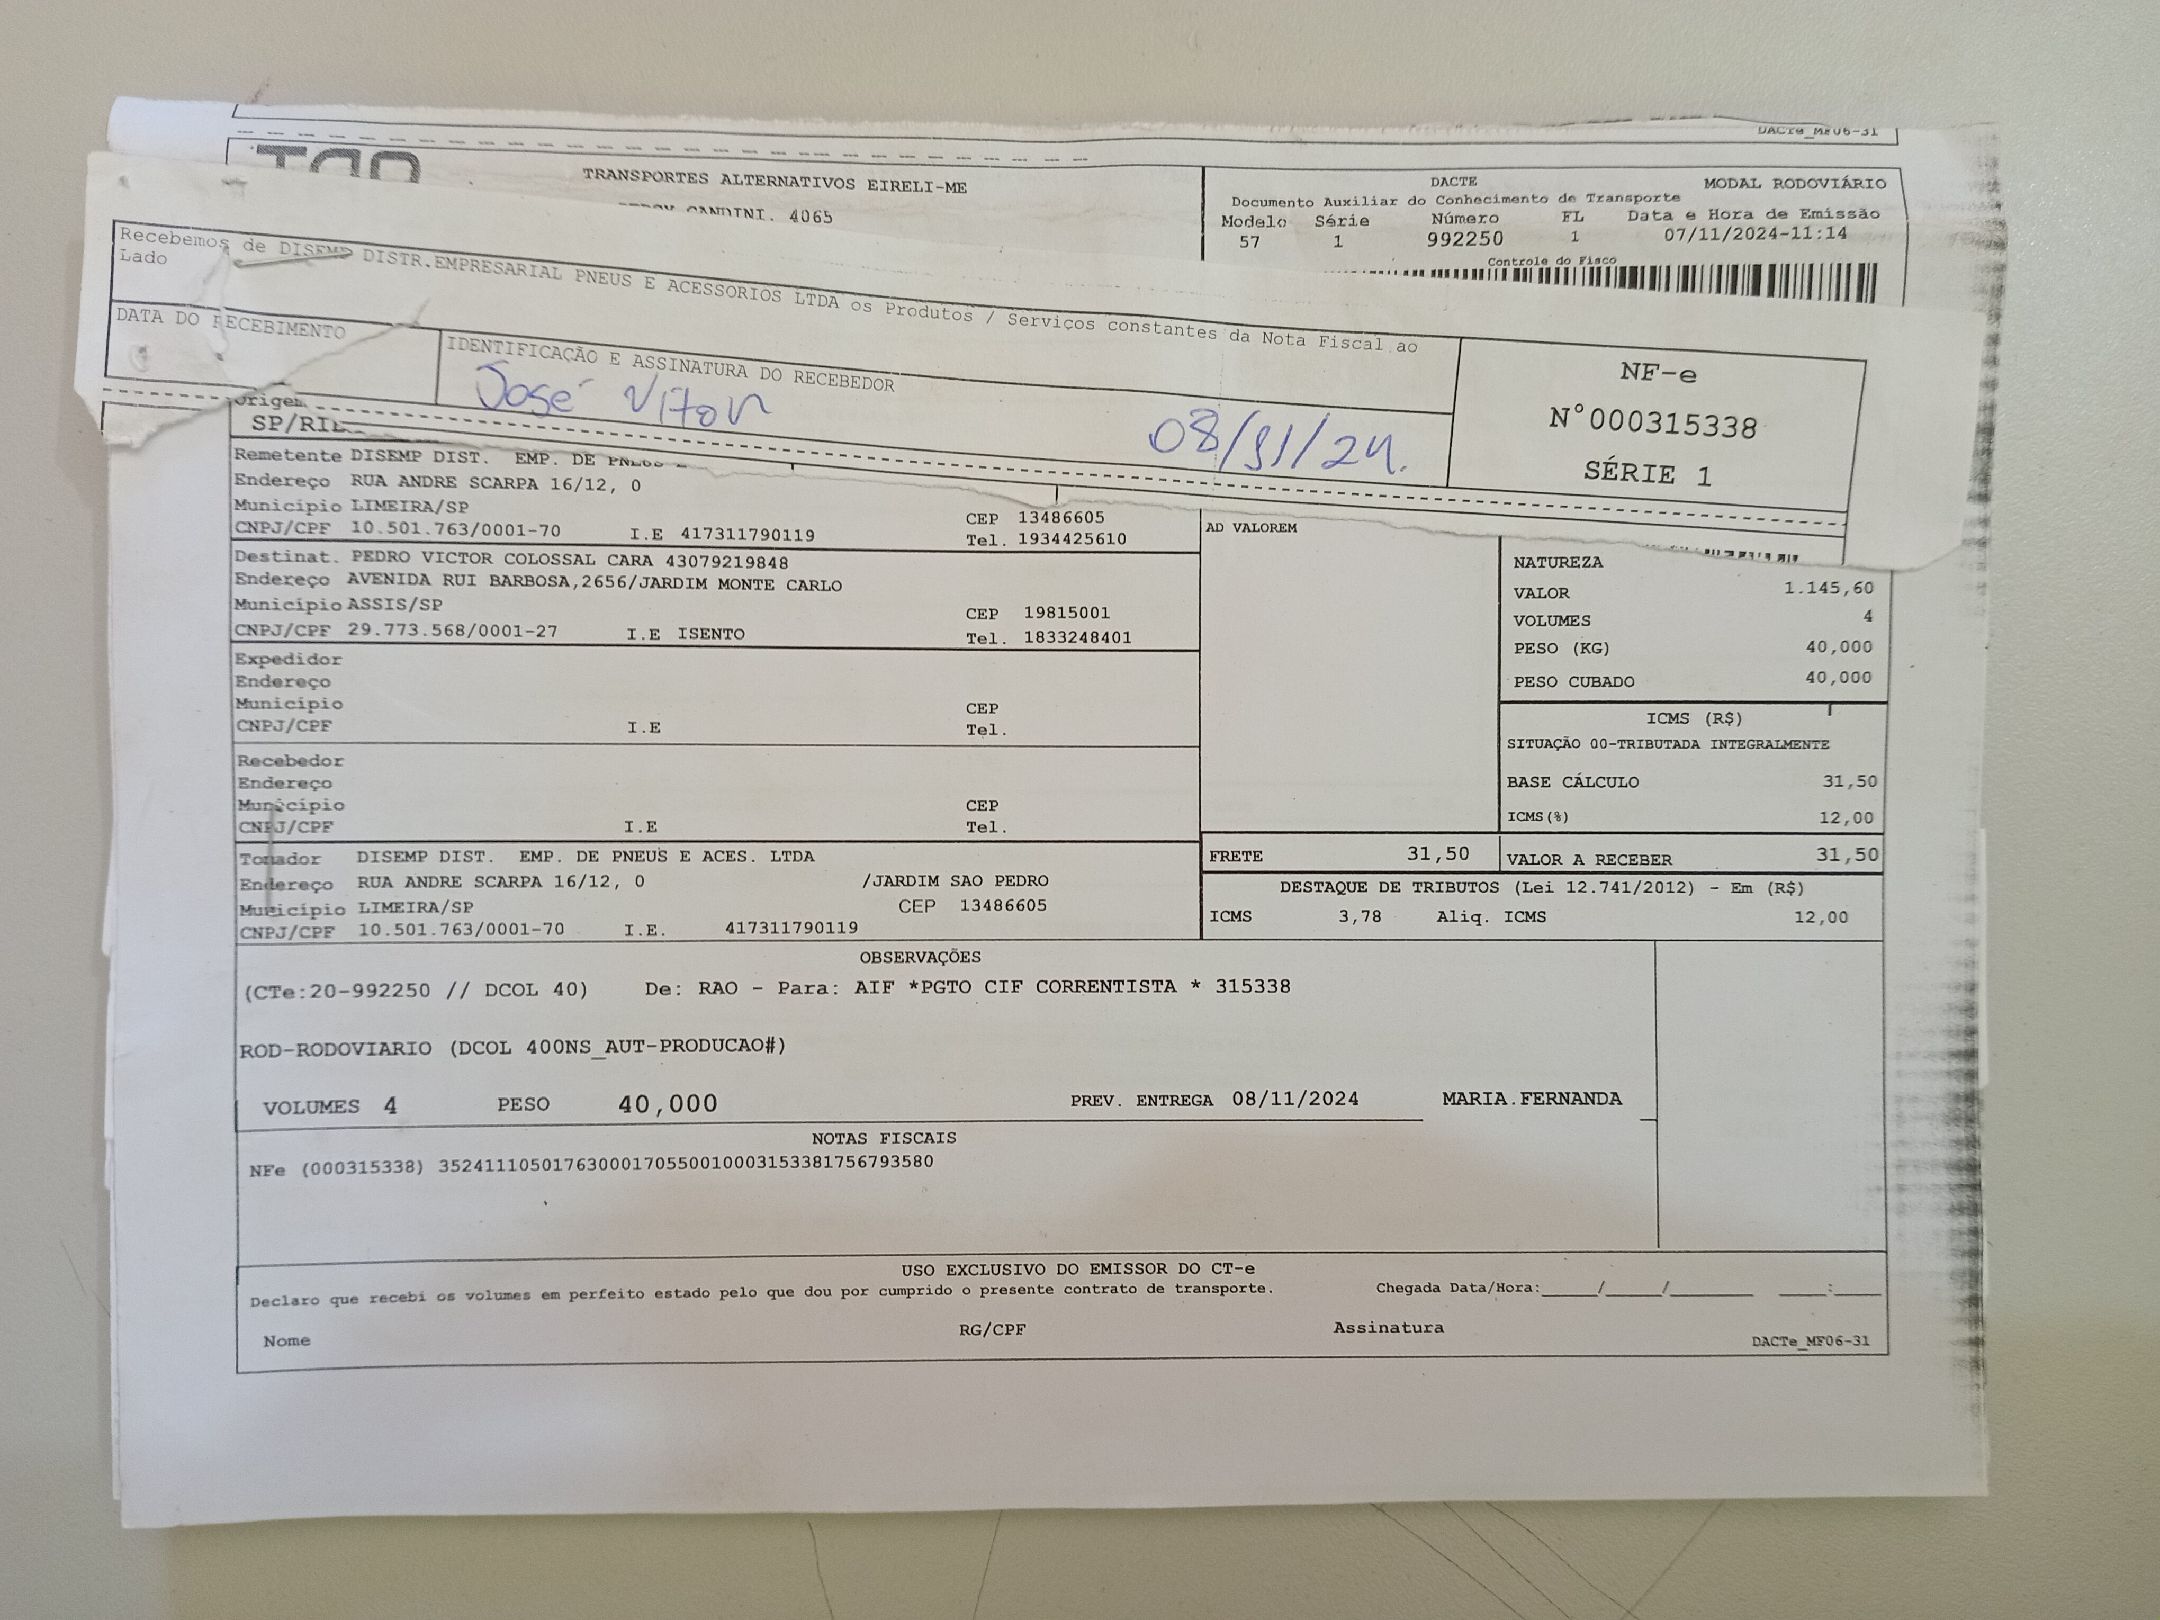 DACTe_MF06-31
TRANSPORTES ALTERNATIVOS EIRELI-ME
4065
DACTE
MODAL RODOVIÁRIO
Documento Auxiliar do Conhecimento de Transporte
Modelo Série Número FL Data e Hora de Emissão
57 1 992250 1 07/11/2024-11:14
Controle do Fisco
Recebemos de DISEMP DISTR.EMPRESARIAL PNEUS E ACESSORIOS LTDA os Produtos / Serviços constantes da Nota Fiscal ao
Lado
DATA DO RECEBIMENTO
IDENTIFICAÇÃO E ASSINATURA DO RECEBEDOR
José Vitor
08/11/24.
NF-e
N°000315338
SÉRIE 1
Origem
SP/RIB
Remetente DISEMP DIST. EMP. DE PNEUS E
Endereço RUA ANDRE SCARPA 16/12, 0
Município LIMEIRA/SP CEP 13486605
CNPJ/CPF 10.501.763/0001-70 I.E 417311790119 Tel. 1934425610
Destinat. PEDRO VICTOR COLOSSAL CARA 43079219848
Endereço AVENIDA RUI BARBOSA,2656/JARDIM MONTE CARLO
Município ASSIS/SP CEP 19815001
CNPJ/CPF 29.773.568/0001-27 I.E ISENTO Tel. 1833248401
Expedidor
Endereço
Município CEP
CNPJ/CPF I.E Tel.
Recebedor
Endereço
Município CEP
CNPJ/CPF I.E Tel.
Tomador DISEMP DIST. EMP. DE PNEUS E ACES. LTDA
Endereço RUA ANDRE SCARPA 16/12, 0 /JARDIM SAO PEDRO
Município LIMEIRA/SP CEP 13486605
CNPJ/CPF 10.501.763/0001-70 I.E. 417311790119
AD VALOREM
NATUREZA
VALOR 1.145,60
VOLUMES 4
PESO (KG) 40,000
PESO CUBADO 40,000
ICMS (R$)
SITUAÇÃO 00-TRIBUTADA INTEGRALMENTE
BASE CÁLCULO 31,50
ICMS(%) 12,00
FRETE 31,50 VALOR A RECEBER 31,50
DESTAQUE DE TRIBUTOS (Lei 12.741/2012) - Em (R$)
ICMS 3,78 Aliq. ICMS 12,00
OBSERVAÇÕES
(CTe:20-992250 // DCOL 40) De: RAO - Para: AIF *PGTO CIF CORRENTISTA * 315338
ROD-RODOVIARIO (DCOL 400NS_AUT-PRODUCAO#)
VOLUMES 4 PESO 40,000 PREV. ENTREGA 08/11/2024 MARIA.FERNANDA
NOTAS FISCAIS
NFe (000315338) 35241110501763000170550010003153381756793580
USO EXCLUSIVO DO EMISSOR DO CT-e
Declaro que recebi os volumes em perfeito estado pelo que dou por cumprido o presente contrato de transporte. Chegada Data/Hora:_____/_____/_______ ____:____
Nome RG/CPF Assinatura
DACTe_MF06-31